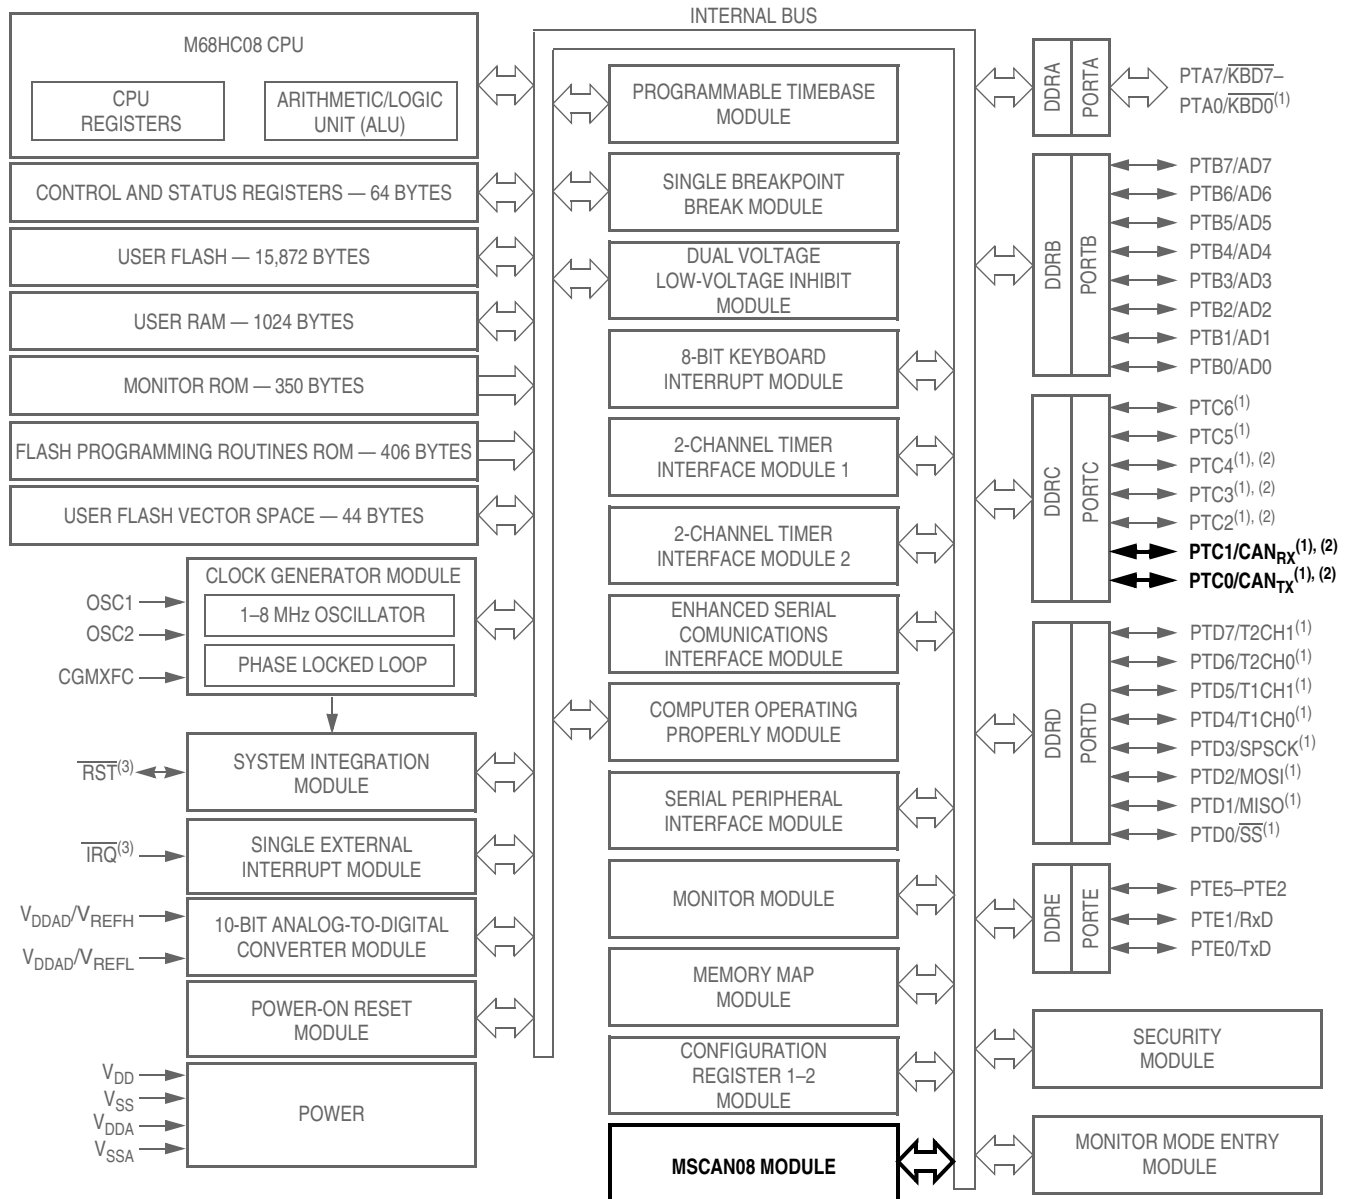 INTERNAL BUS
M68HC08 CPU
CPU
REGISTERS
ARITHMETIC/LOGIC
UNIT (ALU)
CONTROL AND STATUS REGISTERS — 64 BYTES
USER FLASH — 15,872 BYTES
USER RAM — 1024 BYTES
MONITOR ROM — 350 BYTES
FLASH PROGRAMMING ROUTINES ROM — 406 BYTES
USER FLASH VECTOR SPACE — 44 BYTES
CLOCK GENERATOR MODULE
1–8 MHz OSCILLATOR
PHASE LOCKED LOOP
OSC1
OSC2
CGMXFC
SYSTEM INTEGRATION
MODULE
RST(3)
SINGLE EXTERNAL
INTERRUPT MODULE
IRQ(3)
10-BIT ANALOG-TO-DIGITAL
CONVERTER MODULE
VDDAD/VREFH
VDDAD/VREFL
POWER-ON RESET
MODULE
POWER
VDD
VSS
VDDA
VSSA
PROGRAMMABLE TIMEBASE
MODULE
SINGLE BREAKPOINT
BREAK MODULE
DUAL VOLTAGE
LOW-VOLTAGE INHIBIT
MODULE
8-BIT KEYBOARD
INTERRUPT MODULE
2-CHANNEL TIMER
INTERFACE MODULE 1
2-CHANNEL TIMER
INTERFACE MODULE 2
ENHANCED SERIAL
COMUNICATIONS
INTERFACE MODULE
COMPUTER OPERATING
PROPERLY MODULE
SERIAL PERIPHERAL
INTERFACE MODULE
MONITOR MODULE
MEMORY MAP
MODULE
CONFIGURATION
REGISTER 1–2
MODULE
MSCAN08 MODULE
DDRA
PORTA
PTA7/KBD7–
PTA0/KBD0(1)
DDRB
PORTB
PTB7/AD7
PTB6/AD6
PTB5/AD5
PTB4/AD4
PTB3/AD3
PTB2/AD2
PTB1/AD1
PTB0/AD0
DDRC
PORTC
PTC6(1)
PTC5(1)
PTC4(1), (2)
PTC3(1), (2)
PTC2(1), (2)
PTC1/CANRX(1), (2)
PTC0/CANTX(1), (2)
DDRD
PORTD
PTD7/T2CH1(1)
PTD6/T2CH0(1)
PTD5/T1CH1(1)
PTD4/T1CH0(1)
PTD3/SPSCK(1)
PTD2/MOSI(1)
PTD1/MISO(1)
PTD0/SS(1)
DDRE
PORTE
PTE5–PTE2
PTE1/RxD
PTE0/TxD
SECURITY
MODULE
MONITOR MODE ENTRY
MODULE